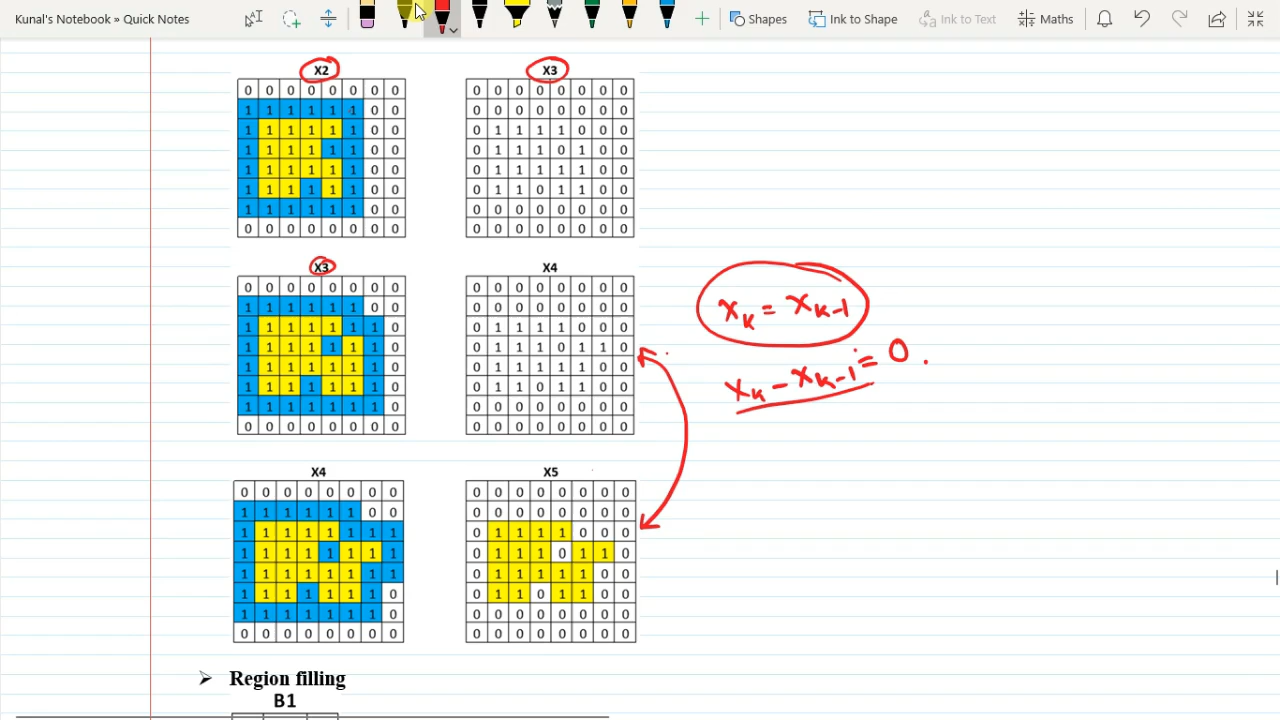 Kunal's Notebook » Quick Notes
Shapes Ink to Shape Ink to Text Maths
X2 X3
0 0 0 0 0 0 0 0 0 0 0 0 0 0 0 0
1 1 1 1 1 1 0 0 0 0 0 0 0 0 0 0
1 1 1 1 1 1 0 0 0 1 1 1 1 0 0 0
1 1 1 1 1 1 0 0 0 1 1 1 0 1 0 0
1 1 1 1 1 1 0 0 0 1 1 1 1 1 0 0
1 1 1 1 1 1 0 0 0 1 1 0 1 1 0 0
1 1 1 1 1 1 0 0 0 0 0 0 0 0 0 0
0 0 0 0 0 0 0 0 0 0 0 0 0 0 0 0
X3 X4
0 0 0 0 0 0 0 0 0 0 0 0 0 0 0 0
1 1 1 1 1 1 0 0 0 0 0 0 0 0 0 0
1 1 1 1 1 1 1 0 0 1 1 1 1 0 0 0
1 1 1 1 1 1 1 0 0 1 1 1 0 1 1 0
1 1 1 1 1 1 1 0 0 1 1 1 1 1 0 0
1 1 1 1 1 1 1 0 0 1 1 0 1 1 0 0
1 1 1 1 1 1 1 0 0 0 0 0 0 0 0 0
0 0 0 0 0 0 0 0 0 0 0 0 0 0 0 0
xk = xk-1
xk - xk-1 = 0.
X4 X5
0 0 0 0 0 0 0 0 0 0 0 0 0 0 0 0
1 1 1 1 1 1 0 0 0 0 0 0 0 0 0 0
1 1 1 1 1 1 1 1 0 1 1 1 1 0 0 0
1 1 1 1 1 1 1 1 0 1 1 1 0 1 1 0
1 1 1 1 1 1 1 1 0 1 1 1 1 1 0 0
1 1 1 1 1 1 1 0 0 1 1 0 1 1 0 0
1 1 1 1 1 1 1 0 0 0 0 0 0 0 0 0
0 0 0 0 0 0 0 0 0 0 0 0 0 0 0 0
Region filling
B1